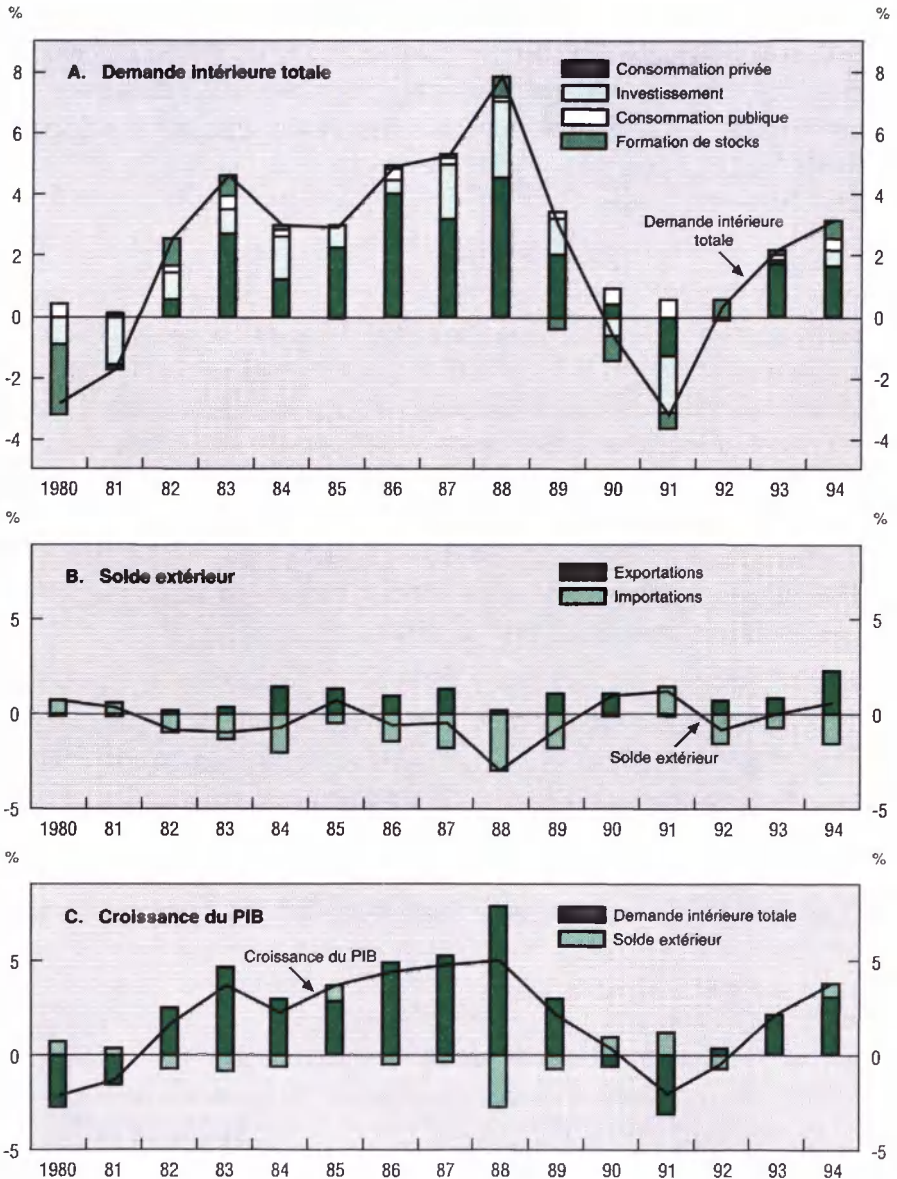 % %
A. Demande intérieure totale
Consommation privée
Investissement
Consommation publique
Formation de stocks
8 8
6 6
4 4
2 2
0 0
-2 -2
-4 -4
Demande intérieure
totale
1980 81 82 83 84 85 86 87 88 89 90 91 92 93 94
% %
B. Solde extérieur
Exportations
Importations
5 5
0 0
-5 -5
Solde extérieur
1980 81 82 83 84 85 86 87 88 89 90 91 92 93 94
% %
C. Croissance du PIB
Demande intérieure totale
Solde extérieur
Croissance du PIB
5 5
0 0
-5 -5
1980 81 82 83 84 85 86 87 88 89 90 91 92 93 94